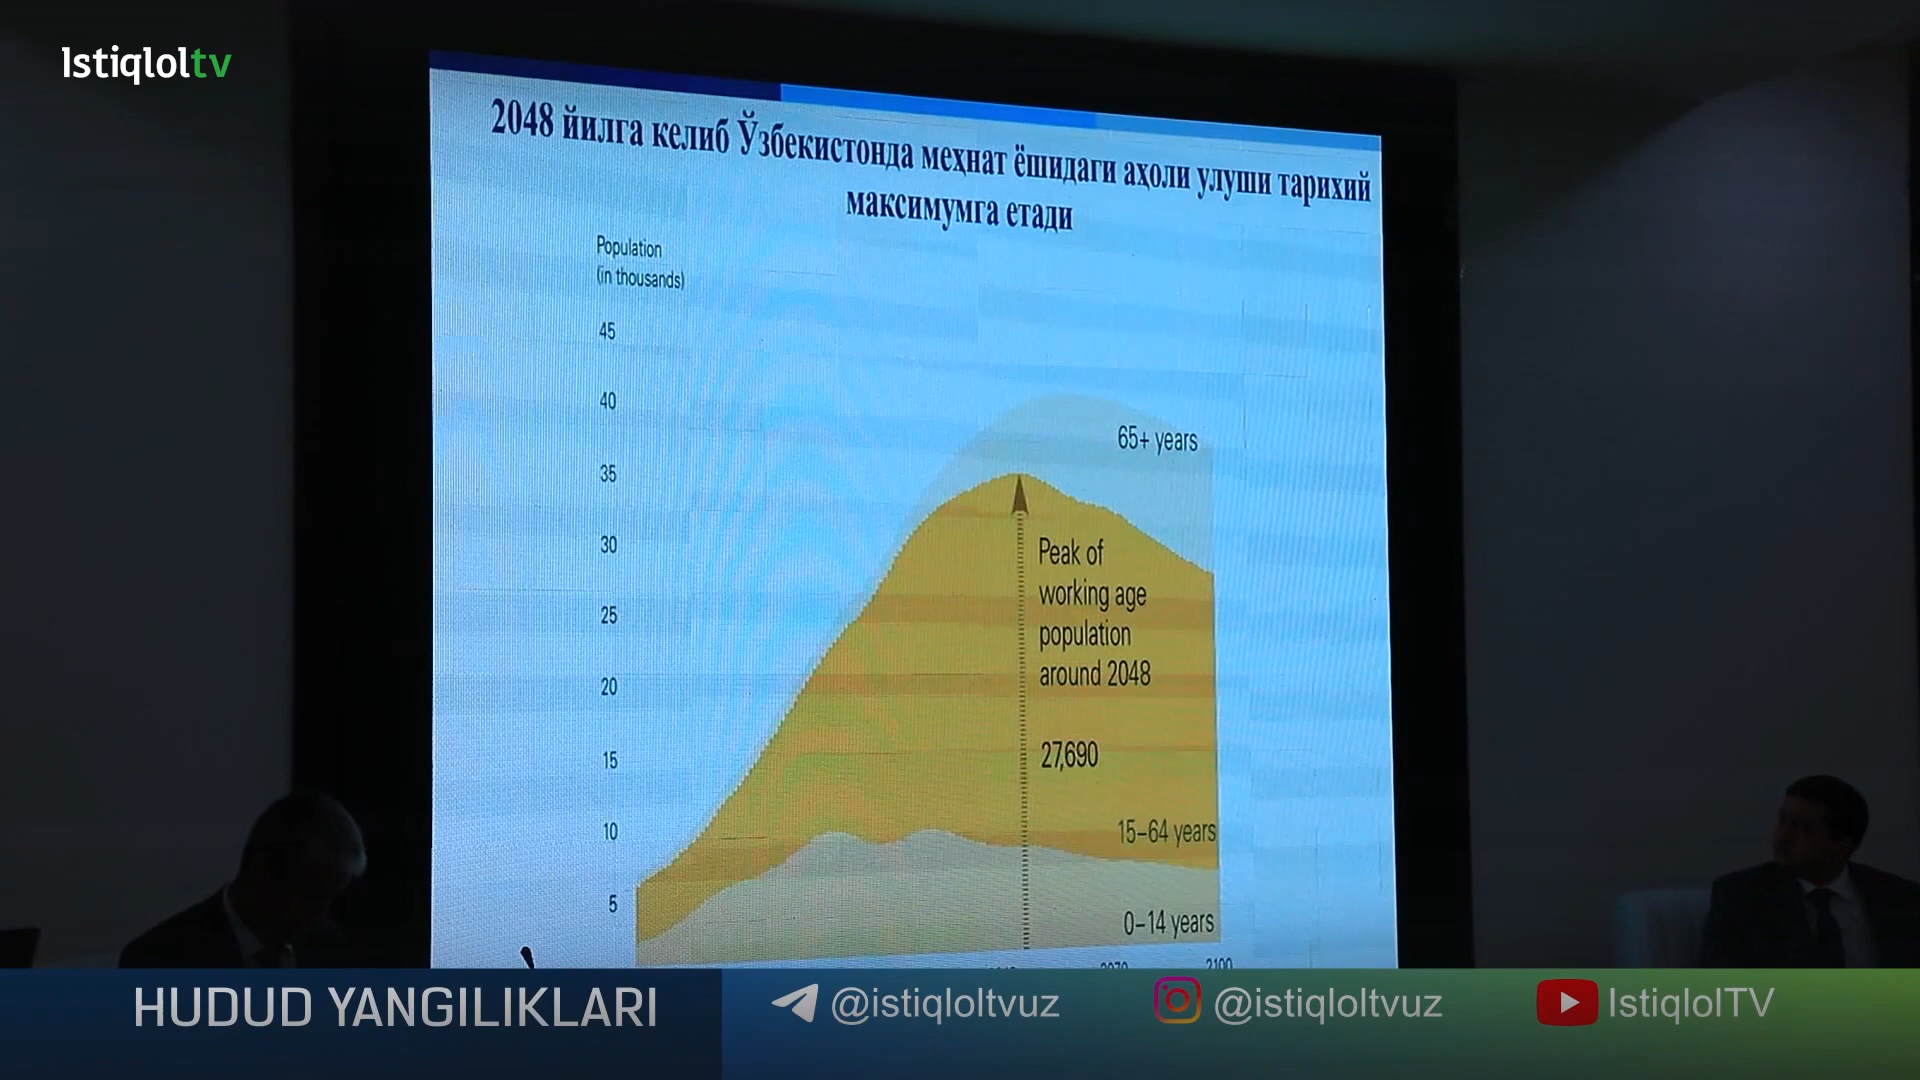 Istiqloltv
2048 йилга келиб Ўзбекистонда меҳнат ёшидаги аҳоли улуши тарихий
максимумга етади
Population
(in thousands)
45
40
35
30
25
20
15
10
5
65+ years
Peak of
working age
population
around 2048
27,690
15–64 years
0–14 years
2100
HUDUD YANGILIKLARI
@istiqloltvuz
@istiqloltvuz
IstiqlolTV